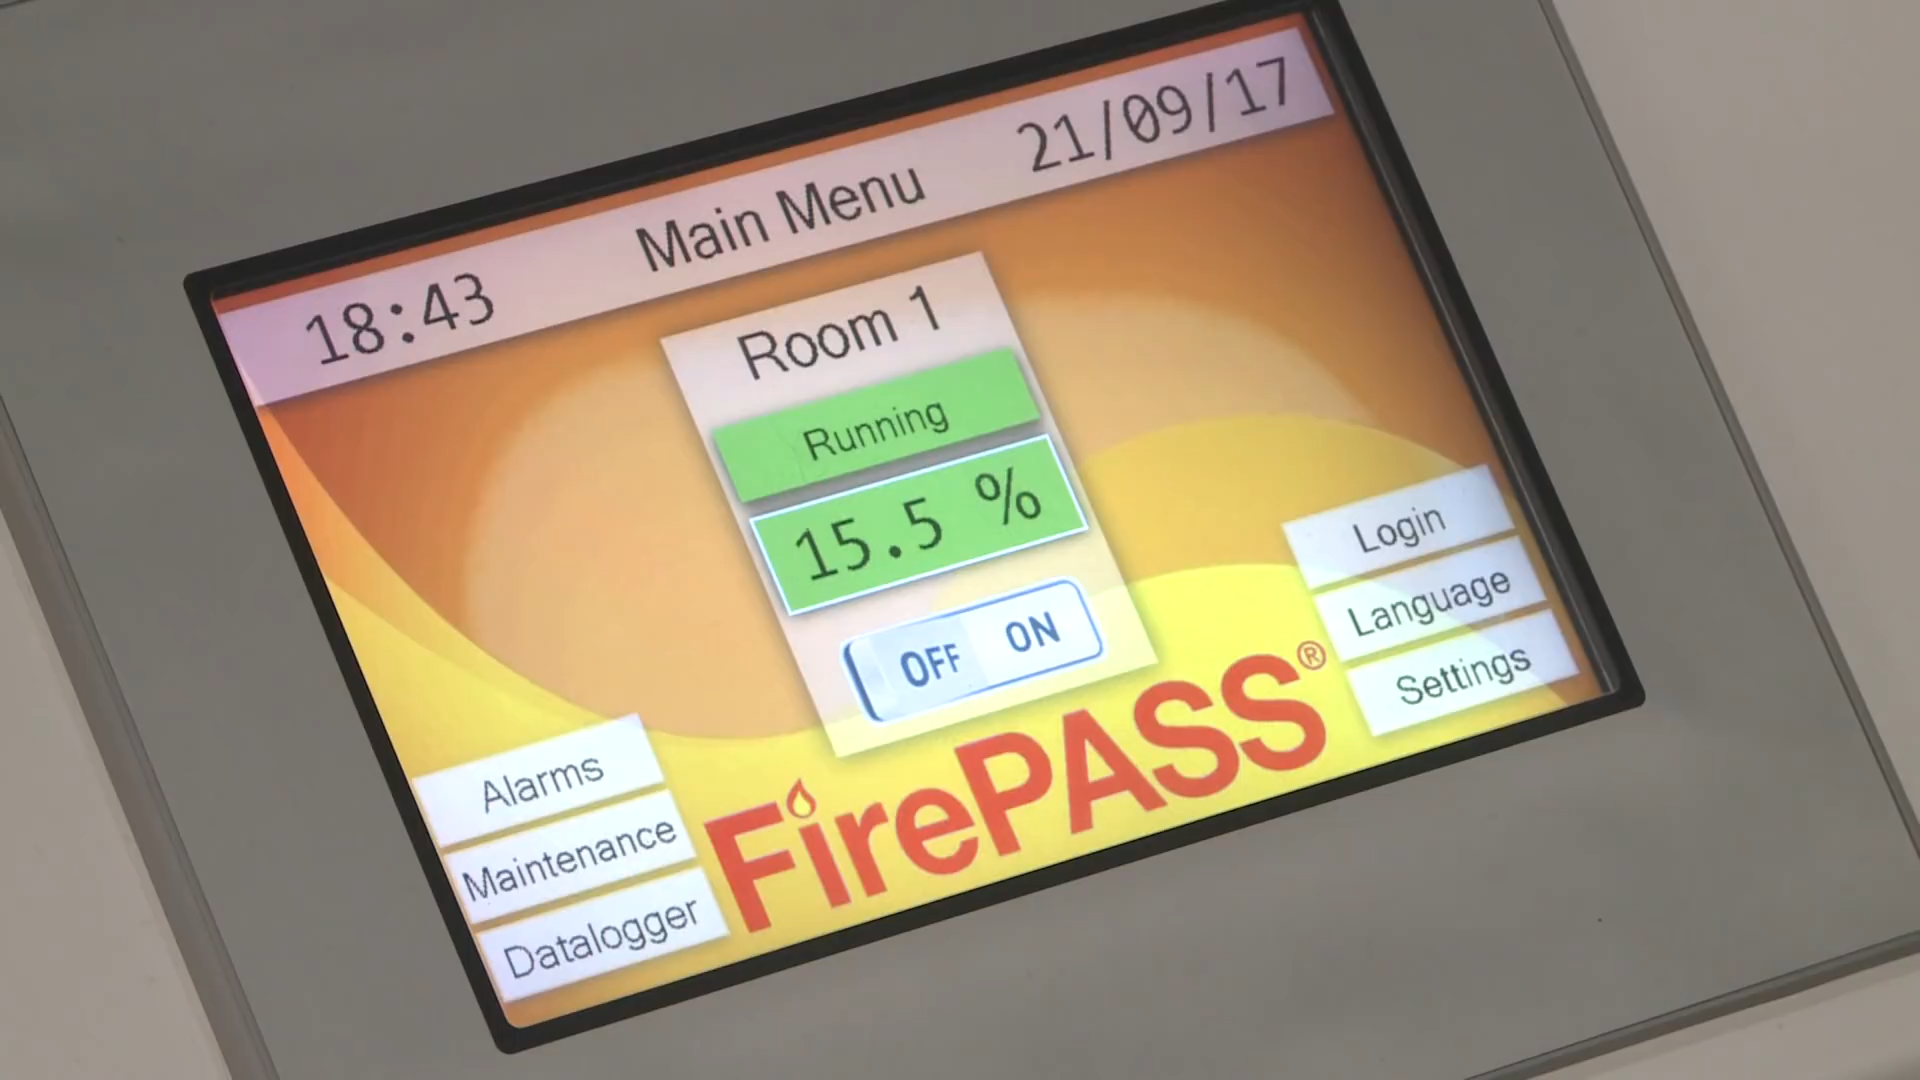 18:43 Main Menu 21/09/17
Room 1
Running
15.5 %
OFF ON
Login
Language
Settings
Alarms
Maintenance
Datalogger
FirePASS®